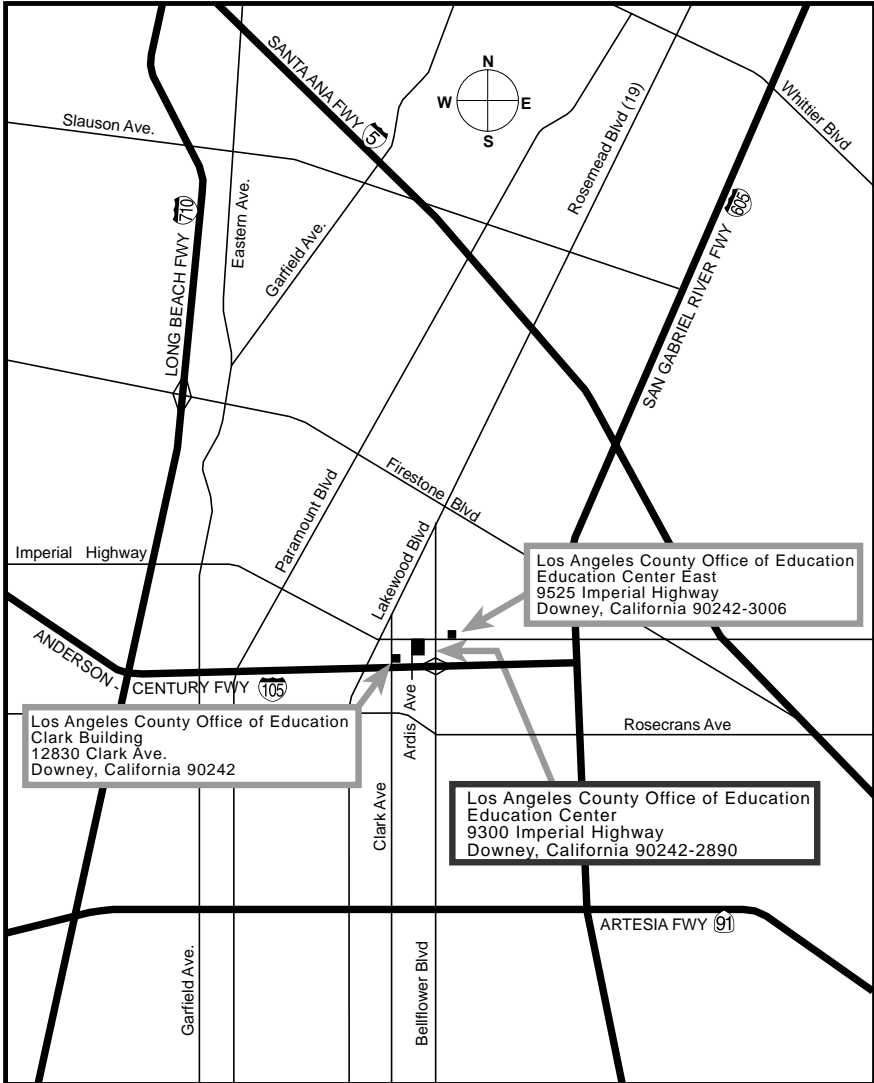 SANTA ANA FWY 5
N
W E
S
Rosemead Blvd (19)
Whittier Blvd
Slauson Ave.
710
LONG BEACH FWY
Eastern Ave.
Garfield Ave.
605
SAN GABRIEL RIVER FWY
Paramount Blvd
Firestone Blvd
Lakewood Blvd
Imperial Highway
Los Angeles County Office of Education
Education Center East
9525 Imperial Highway
Downey, California 90242-3006
ANDERSON - CENTURY FWY 105
Los Angeles County Office of Education
Clark Building
12830 Clark Ave.
Downey, California 90242
Ardis Ave
Rosecrans Ave
Clark Ave
Los Angeles County Office of Education
Education Center
9300 Imperial Highway
Downey, California 90242-2890
ARTESIA FWY 91
Garfield Ave.
Bellflower Blvd